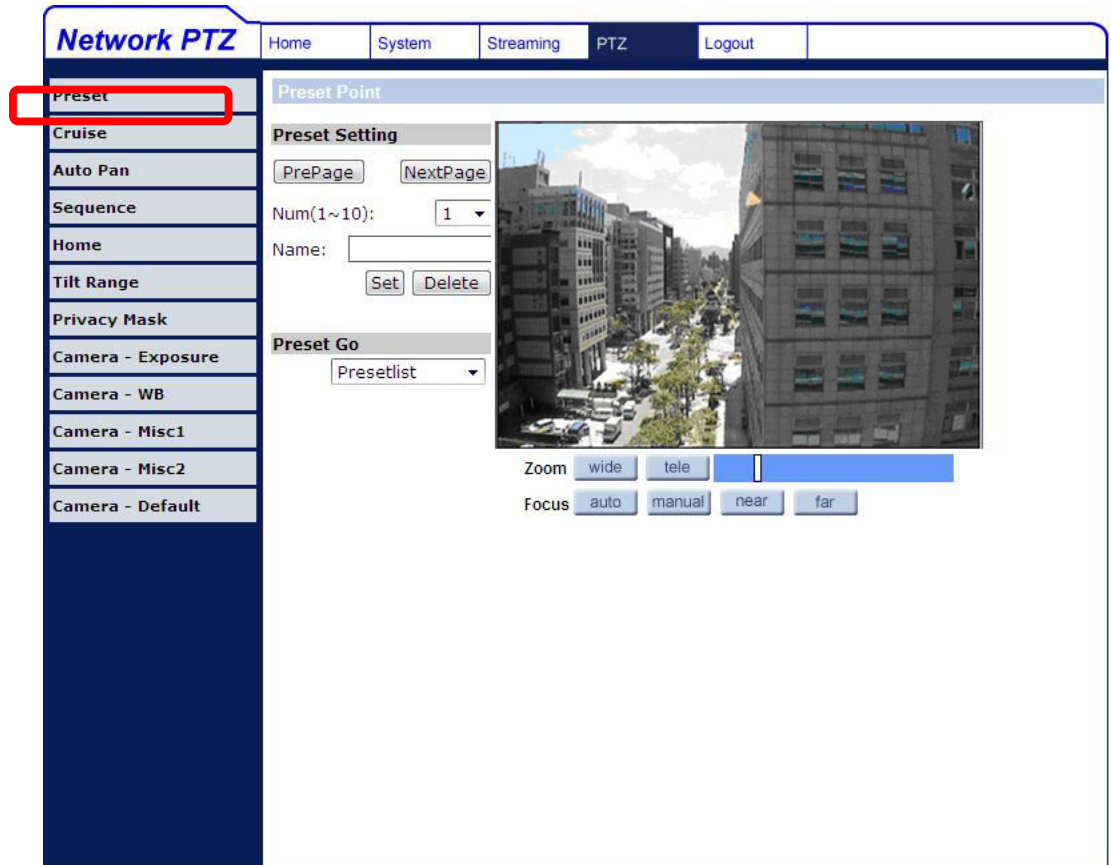 Network PTZ
Home
System
Streaming
PTZ
Logout
Preset
Cruise
Auto Pan
Sequence
Home
Tilt Range
Privacy Mask
Camera - Exposure
Camera - WB
Camera - Misc1
Camera - Misc2
Camera - Default
Preset Point
Preset Setting
PrePage NextPage
Num(1~10): 1
Name:
Set Delete
Preset Go
Presetlist
Zoom wide tele
Focus auto manual near far